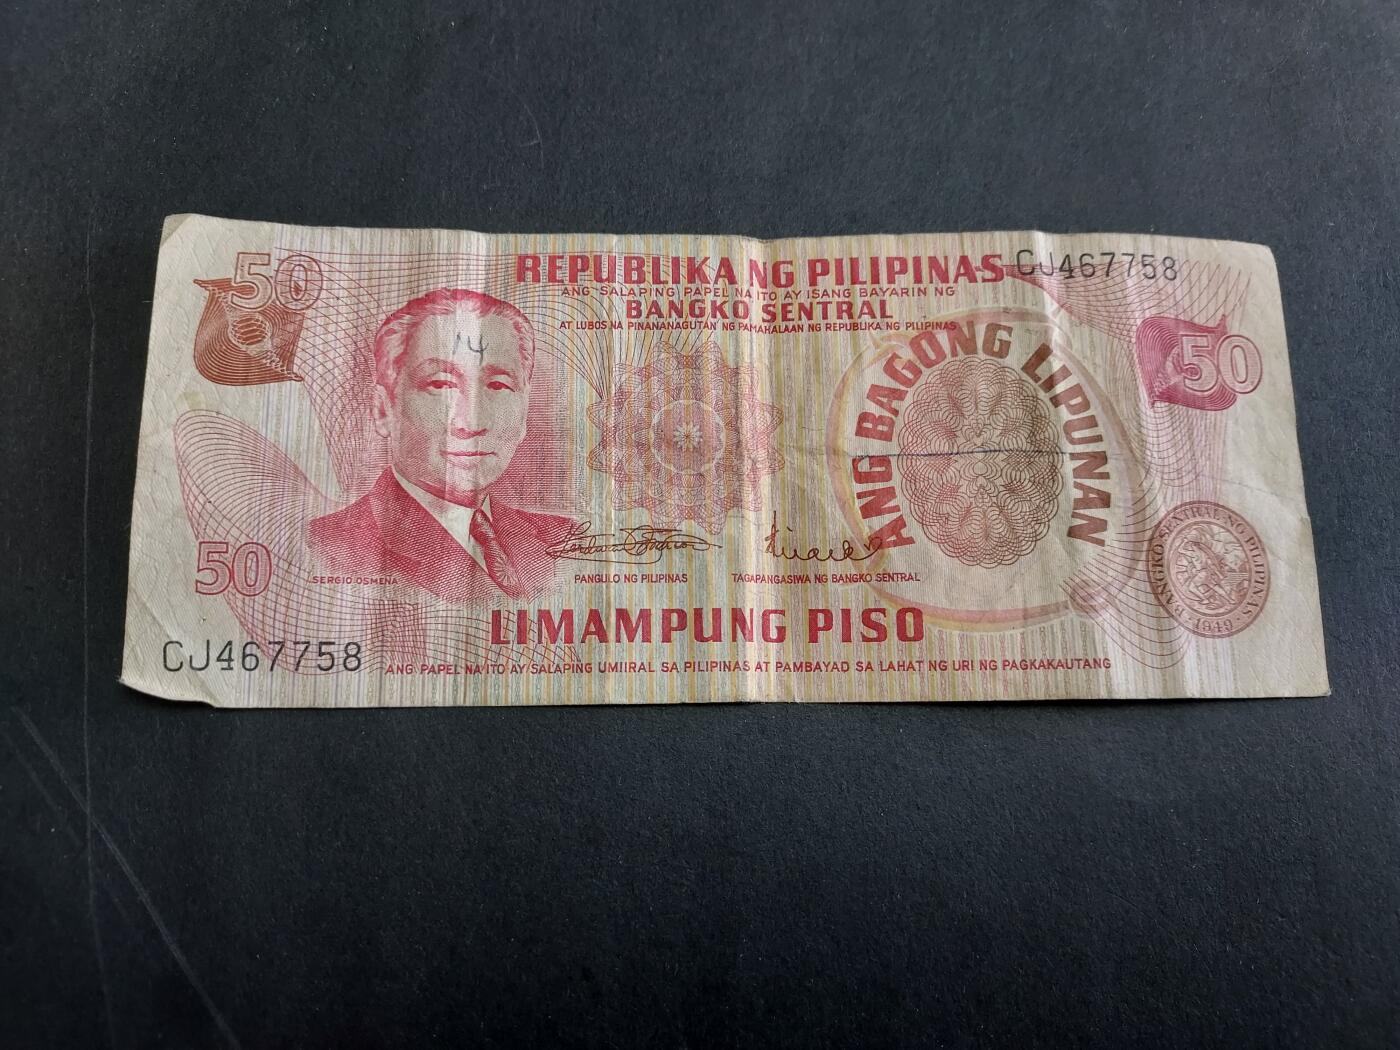 50
REPUBLIKA NG PILIPINAS
CJ467758
ANG SALAPING PAPEL NA ITO AY ISANG BAYARIN NG
BANGKO SENTRAL
AT LUBOS NA PINANANAGUTAN NG PAMAHALAAN NG REPUBLIKA NG PILIPINAS
14
50
ANG BAGONG LIPUNAN
BANGKO SENTRAL NG PILIPINAS
1949
50
SERGIO OSMEÑA
PANGULO NG PILIPINAS
TAGAPANGASIWA NG BANGKO SENTRAL
LIMAMPUNG PISO
CJ467758
ANG PAPEL NA ITO AY SALAPING UMIIRAL SA PILIPINAS AT PAMBAYAD SA LAHAT NG URI NG PAGKAKAUTANG